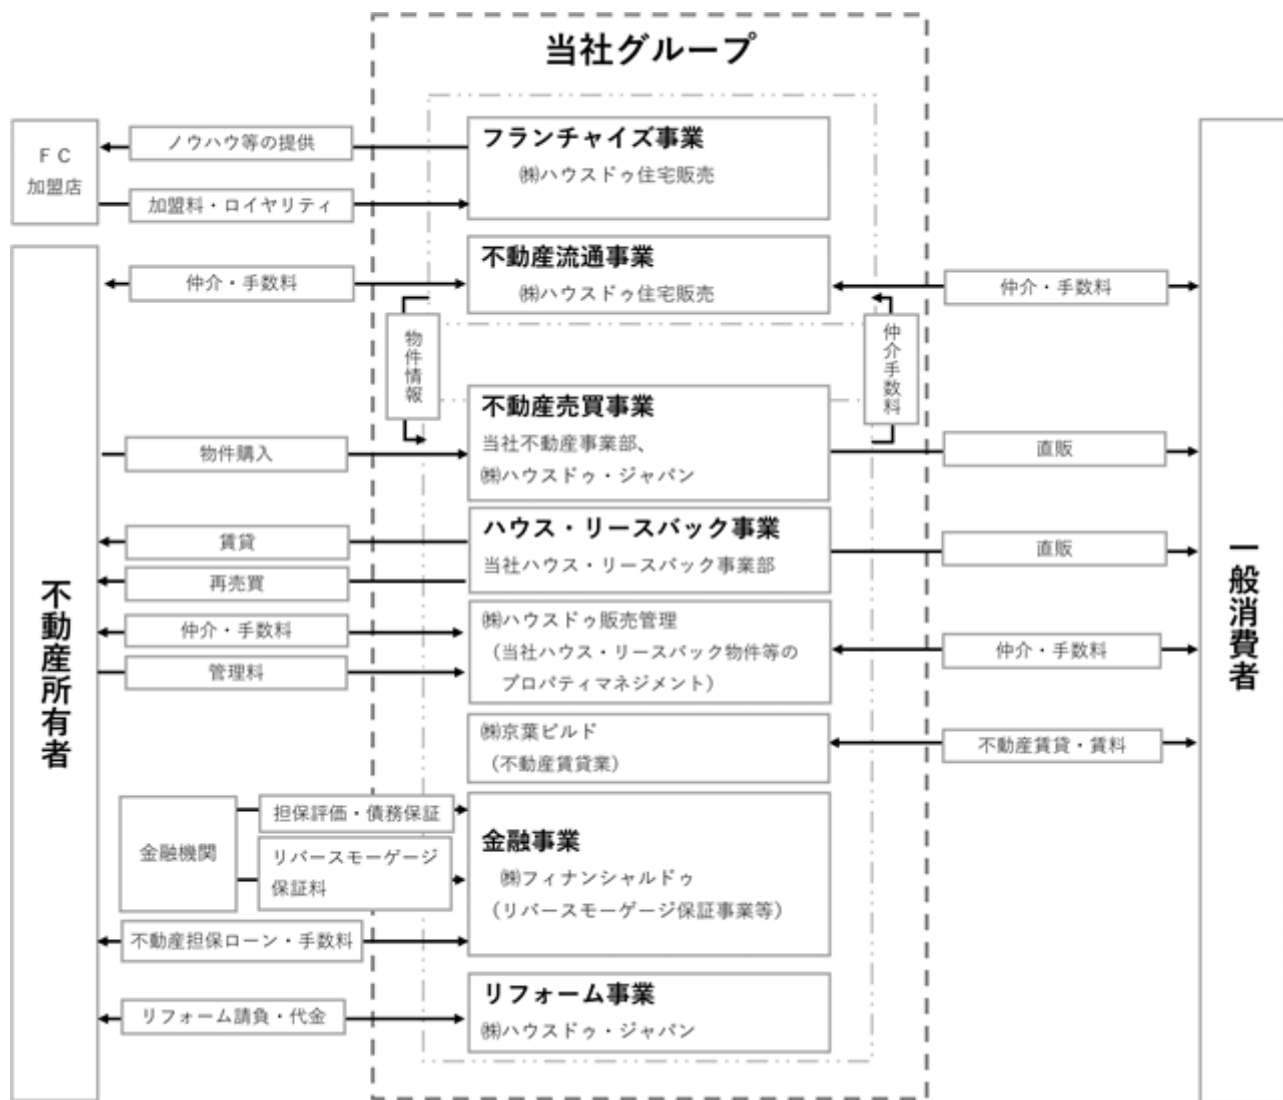 当社グループ
ＦＣ
加盟店
ノウハウ等の提供
加盟料・ロイヤリティ
フランチャイズ事業
㈱ハウスドゥ住宅販売
仲介・手数料
不動産流通事業
㈱ハウスドゥ住宅販売
仲介・手数料
物件情報
仲介手数料
物件購入
不動産売買事業
当社不動産事業部、
㈱ハウスドゥ・ジャパン
直販
賃貸
再売買
ハウス・リースバック事業
当社ハウス・リースバック事業部
直販
仲介・手数料
管理料
㈱ハウスドゥ販売管理
（当社ハウス・リースバック物件等の
プロパティマネジメント）
仲介・手数料
㈱京葉ビルド
（不動産賃貸業）
不動産賃貸・賃料
不動産所有者
一般消費者
金融機関
担保評価・債務保証
リバースモーゲージ
保証料
不動産担保ローン・手数料
金融事業
㈱フィナンシャルドゥ
（リバースモーゲージ保証事業等）
リフォーム請負・代金
リフォーム事業
㈱ハウスドゥ・ジャパン